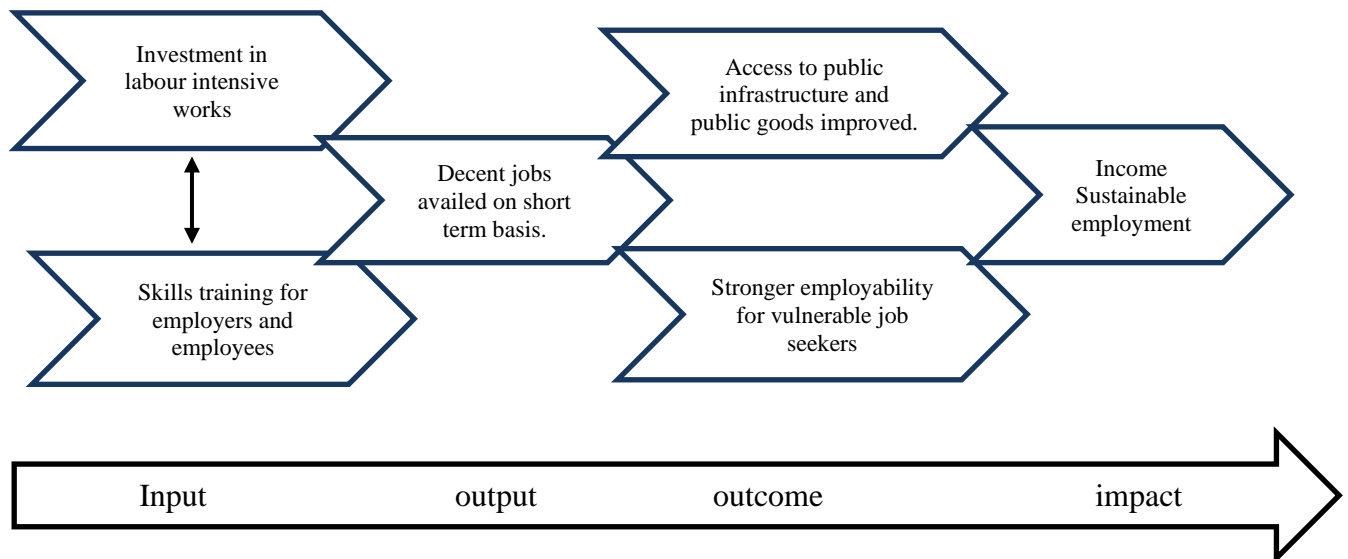 Investment in
labour intensive
works
Skills training for
employers and
employees
Decent jobs
availed on short
term basis.
Access to public
infrastructure and
public goods improved.
Stronger employability
for vulnerable job
seekers
Income
Sustainable
employment
Input output outcome impact